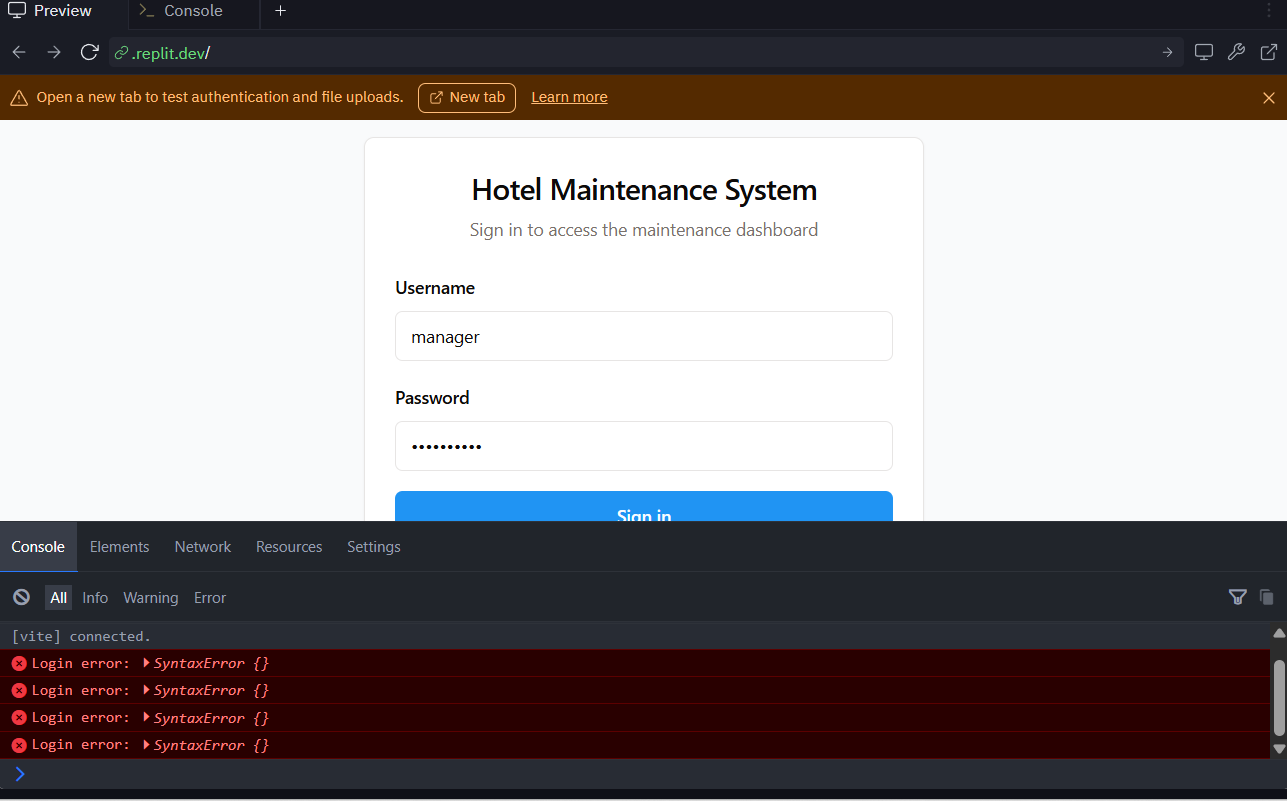 Preview
Console
.replit.dev/
Open a new tab to test authentication and file uploads. New tab Learn more
Hotel Maintenance System
Sign in to access the maintenance dashboard
Username
manager
Password
••••••••••
Sign in
Console Elements Network Resources Settings
All Info Warning Error
[vite] connected.
Login error: SyntaxError {}
Login error: SyntaxError {}
Login error: SyntaxError {}
Login error: SyntaxError {}